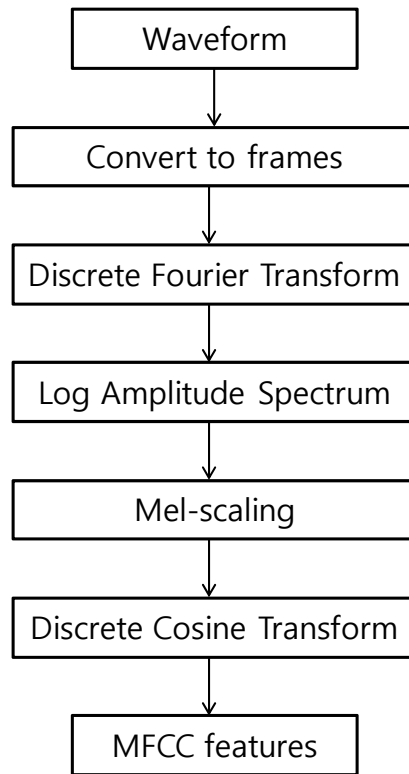 Waveform
Convert to frames
Discrete Fourier Transform
Log Amplitude Spectrum
Mel-scaling
Discrete Cosine Transform
MFCC features